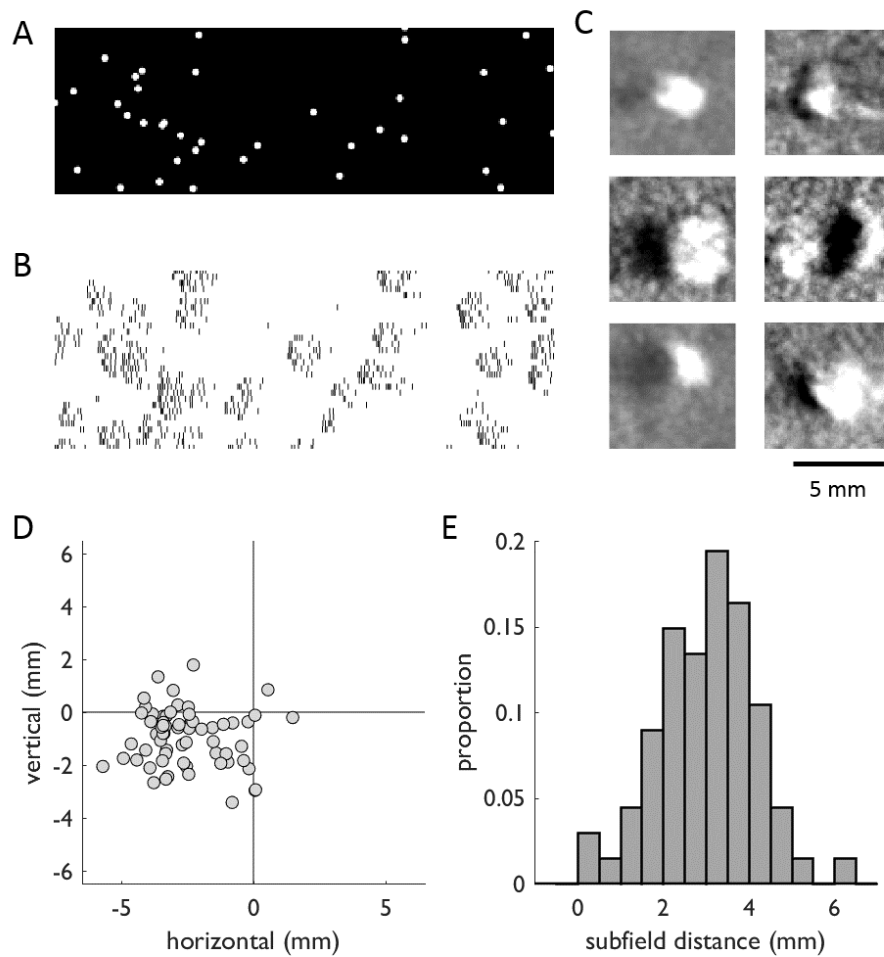 A
C
B
5 mm
D
E
6
4
2
0
-2
-4
-6
vertical (mm)
-5
0
5
horizontal (mm)
0.2
0.15
0.1
0.05
0
proportion
0
2
4
6
subfield distance (mm)